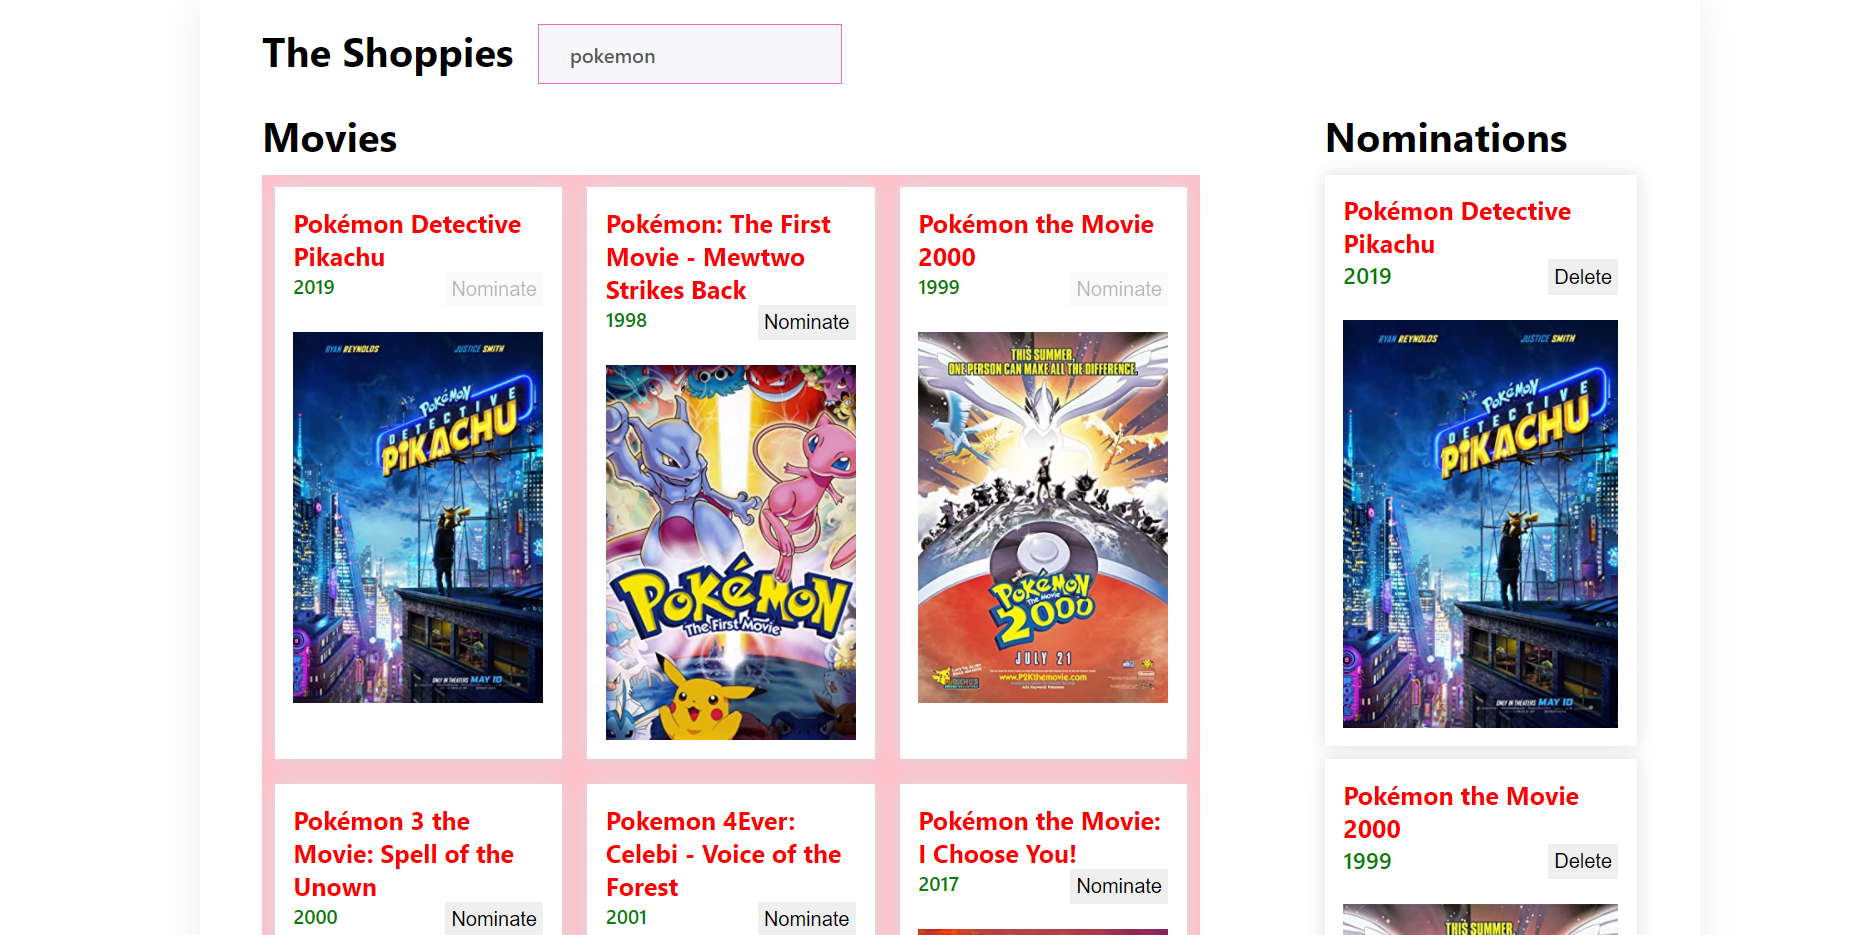 The Shoppies
pokemon
Movies
Nominations
Pokémon Detective
Pikachu
2019
Nominate
RYAN REYNOLDS JUSTICE SMITH
POKÉMON
DETECTIVE
PIKACHU
ONLY IN THEATERS MAY 10
Pokémon: The First
Movie - Mewtwo
Strikes Back
1998
Nominate
POKéMON
The First Movie
Pokémon the Movie
2000
1999
Nominate
THIS SUMMER,
ONE PERSON CAN MAKE ALL THE DIFFERENCE.
POKéMON
The Movie
2000
JULY 21
www.P2Kthemovie.com
Pokémon 3 the
Movie: Spell of the
Unown
2000
Nominate
Pokemon 4Ever:
Celebi - Voice of the
Forest
2001
Nominate
Pokémon the Movie:
I Choose You!
2017
Nominate
Pokémon Detective
Pikachu
2019
Delete
RYAN REYNOLDS JUSTICE SMITH
POKÉMON
DETECTIVE
PIKACHU
ONLY IN THEATERS MAY 10
Pokémon the Movie
2000
1999
Delete
THIS SUMMER,